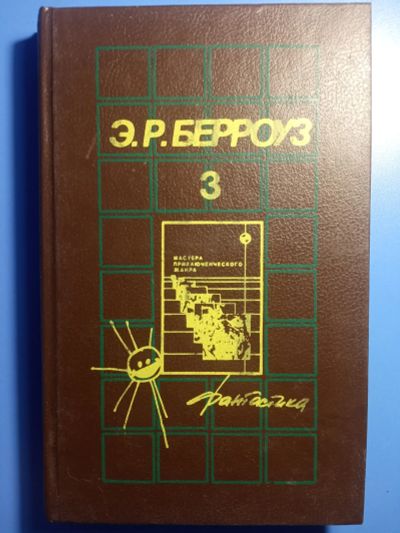 Э.Р.БЕРРОУЗ
3
МАСТЕРА
ПРИКЛЮЧЕНЧЕСКОГО
ЖАНРА
фантастика